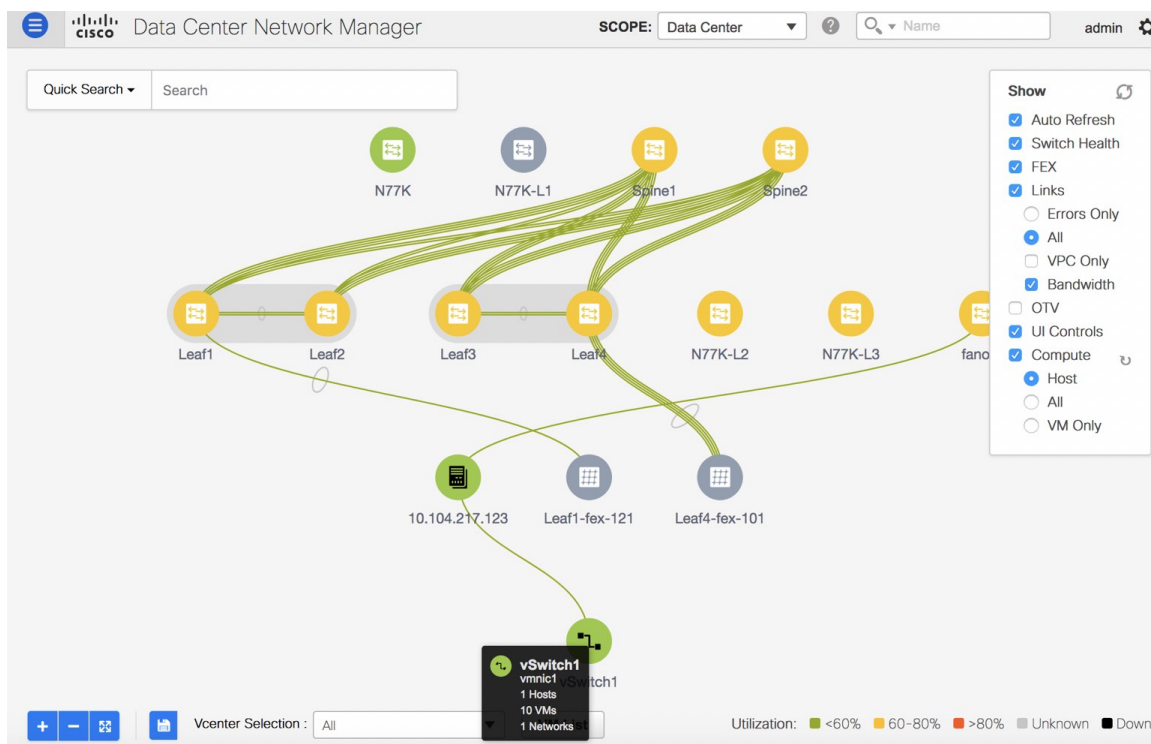 cisco Data Center Network Manager SCOPE: Data Center ? Name admin
Quick Search Search
Show
Auto Refresh
Switch Health
FEX
Links
Errors Only
All
VPC Only
Bandwidth
OTV
UI Controls
Compute
Host
All
VM Only
N77K N77K-L1 Spine1 Spine2
Leaf1 Leaf2 Leaf3 Leaf4 N77K-L2 N77K-L3 fano
10.104.217.123 Leaf1-fex-121 Leaf4-fex-101
vSwitch1
vmnic1
1 Hosts
10 VMs
1 Networks
vSwitch1
Vcenter Selection : All
Utilization: <60% 60-80% >80% Unknown Down